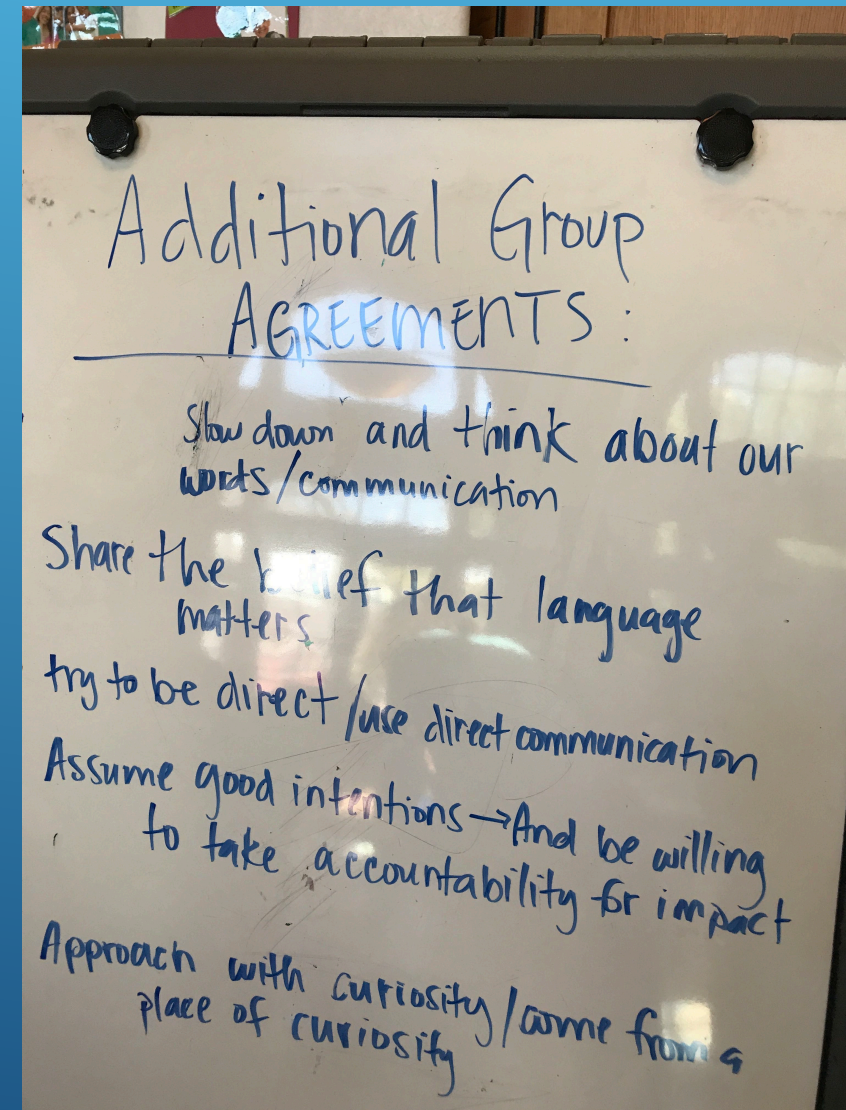 Additional Group
AGREEMENTS:
Slow down and think about our
words/communication
Share the belief that language
matters
try to be direct/use direct communication
Assume good intentions → And be willing
to take accountability for impact
Approach with curiosity/come from a
place of curiosity